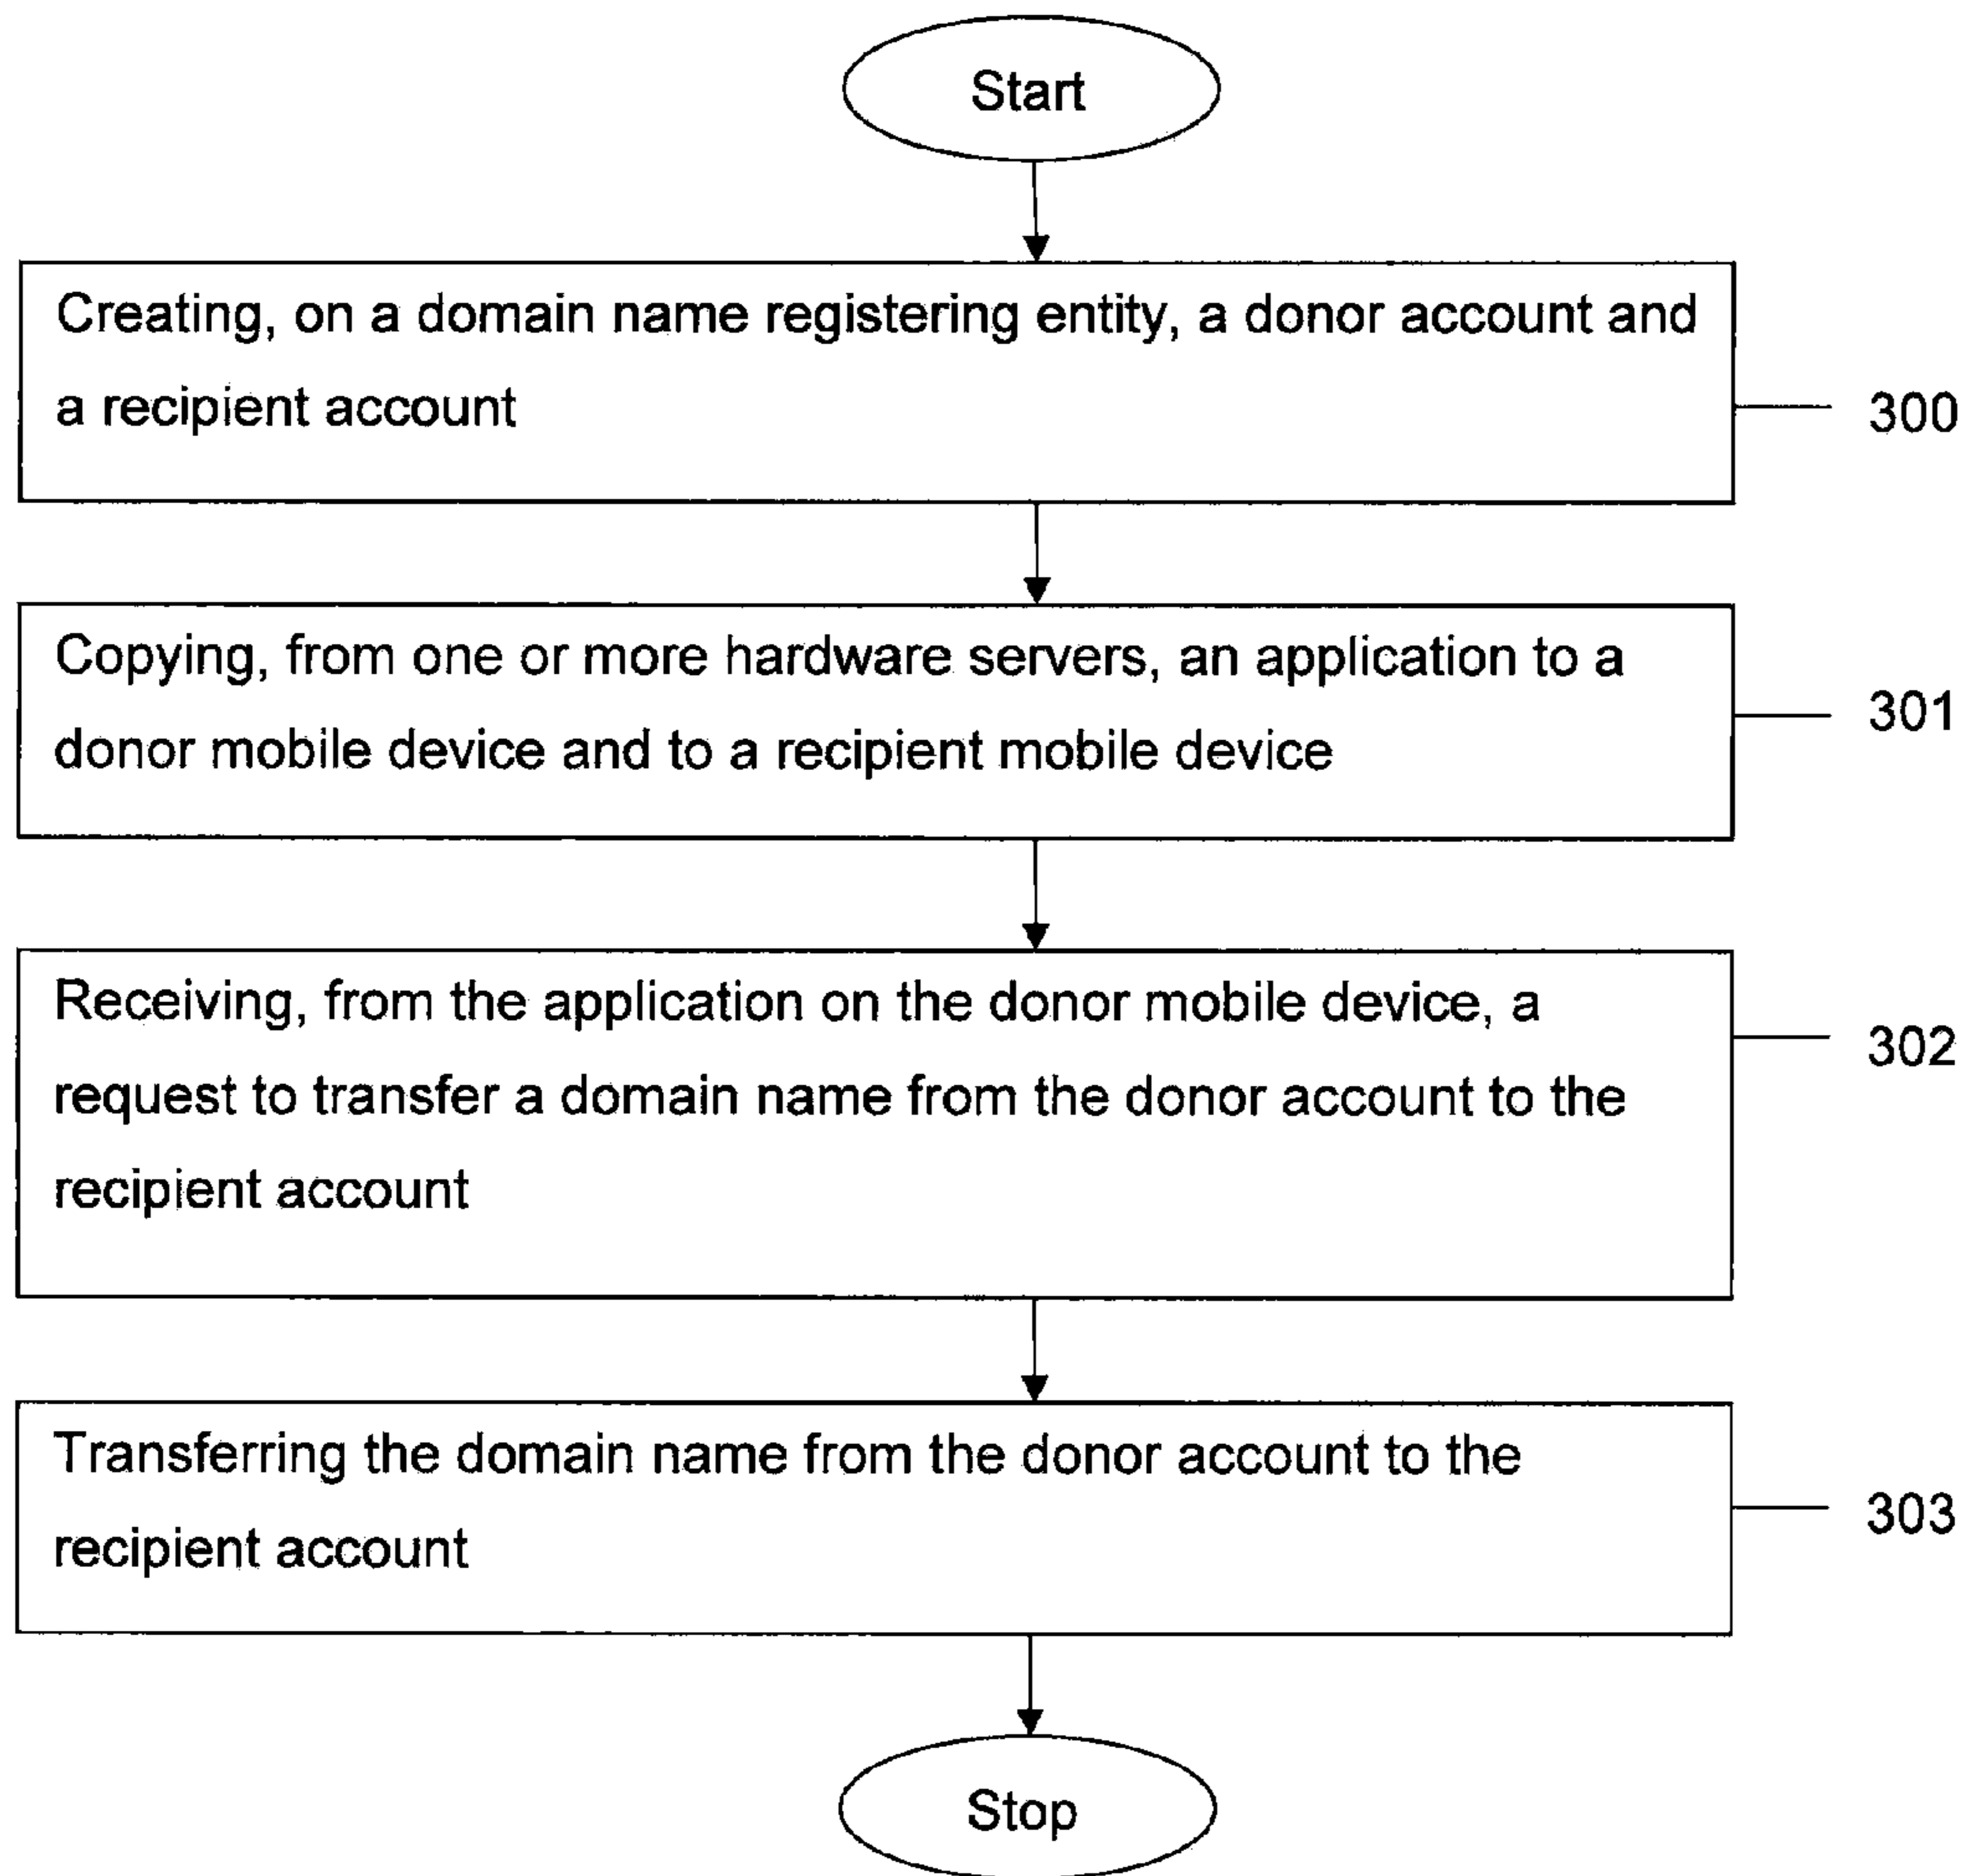 Start
Creating, on a domain name registering entity, a donor account and
a recipient account
300
Copying, from one or more hardware servers, an application to a
donor mobile device and to a recipient mobile device
301
Receiving, from the application on the donor mobile device, a
request to transfer a domain name from the donor account to the
recipient account
302
Transferring the domain name from the donor account to the
recipient account
303
Stop